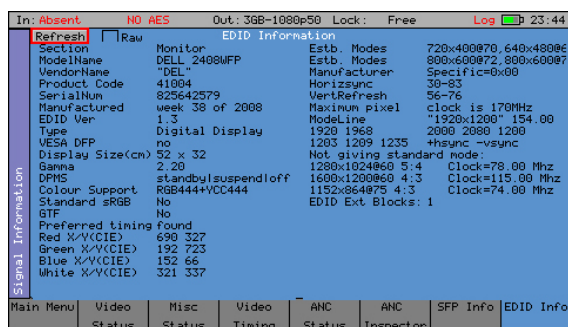 In: Absent NO AES Out: 3GB-1080p50 Lock: Free Log 23:44
Refresh Raw EDID Information
Section Monitor Estb. Modes 720x400@70,640x480@6
ModelName DELL 2408WFP Estb. Modes 800x600@72,800x600@7
VendorName "DEL" Manufacturer Specific=0x00
Product Code 41004 Horizsync 30-83
SerialNum 825642579 VertRefresh 56-76
Manufactured week 38 of 2008 Maximum pixel clock is 170MHz
EDID Ver 1.3 ModeLine "1920x1200" 154.00
Type Digital Display 1920 1968 2000 2080 1200
VESA DFP no 1203 1209 1235 +hsync -vsync
Display Size(cm) 52 x 32 Not giving standard mode:
Gamma 2.20 1280x1024@60 5:4 Clock=78.00 Mhz
DPMS standby|suspend|off 1600x1200@60 4:3 Clock=115.00 Mhz
Colour Support RGB444+YCC444 1152x864@75 4:3 Clock=74.00 Mhz
Standard sRGB No EDID Ext Blocks: 1
GTF No
Preferred timing found
Red X/Y(CIE) 690 327
Green X/Y(CIE) 192 723
Blue X/Y(CIE) 152 66
White X/Y(CIE) 321 337
Signal Information
Main Menu Video Status Misc Status Video Timing ANC Status ANC Inspector SFP Info EDID Info